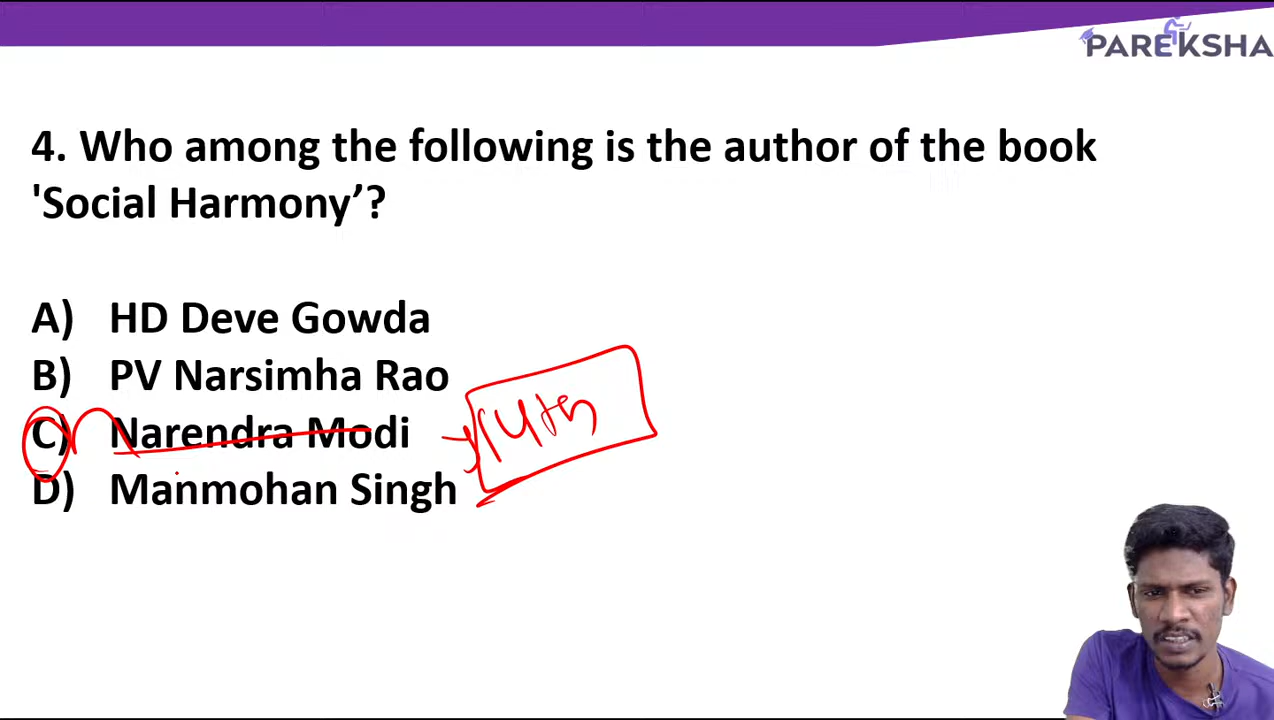 PAREKSHA
4. Who among the following is the author of the book
'Social Harmony’?
A) HD Deve Gowda
B) PV Narsimha Rao
C) Narendra Modi
D) Manmohan Singh
14th